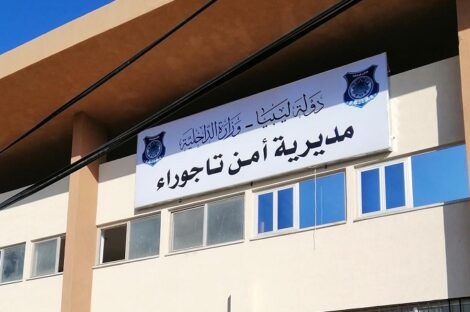 دولة ليبيا - وزارة الداخلية
مديرية أمن تاجوراء